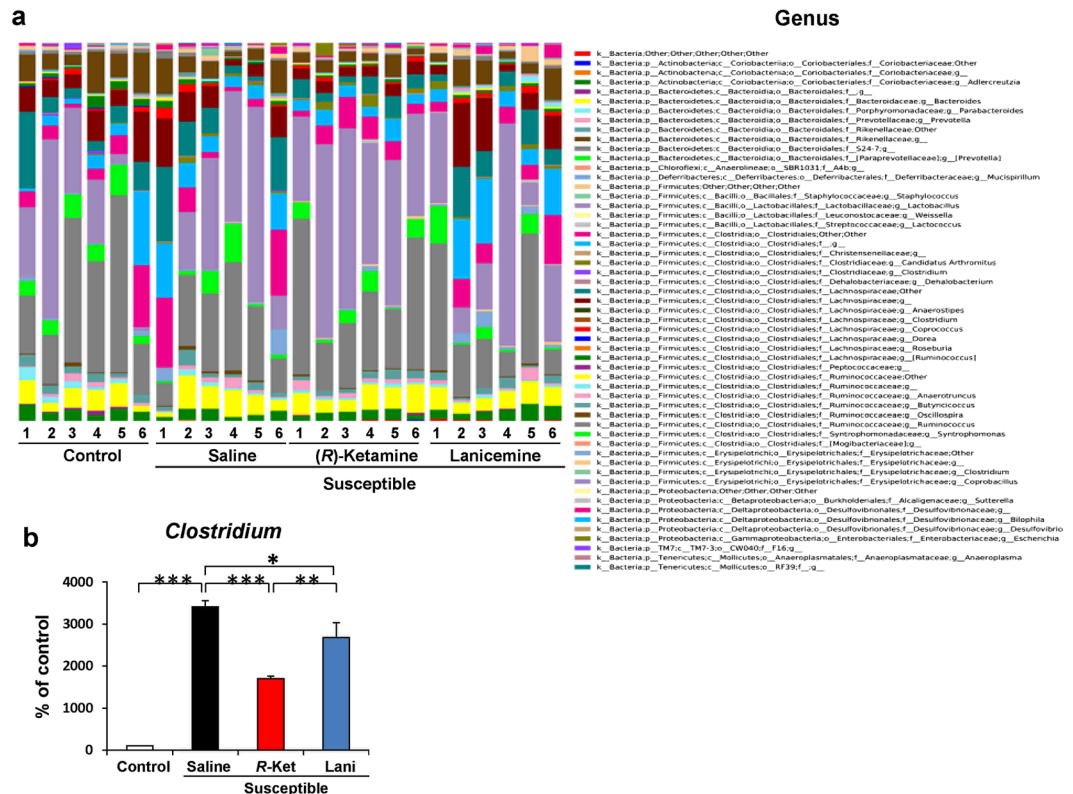 a
Genus
k__Bacteria;Other;Other;Other;Other;Other
k__Bacteria;p__Actinobacteria;c__Coriobacteriia;o__Coriobacteriales;f__Coriobacteriaceae;Other
k__Bacteria;p__Actinobacteria;c__Coriobacteriia;o__Coriobacteriales;f__Coriobacteriaceae;g__
k__Bacteria;p__Actinobacteria;c__Coriobacteriia;o__Coriobacteriales;f__Coriobacteriaceae;g__Adlercreutzia
k__Bacteria;p__Bacteroidetes;c__Bacteroidia;o__Bacteroidales;f__;g__
k__Bacteria;p__Bacteroidetes;c__Bacteroidia;o__Bacteroidales;f__Bacteroidaceae;g__Bacteroides
k__Bacteria;p__Bacteroidetes;c__Bacteroidia;o__Bacteroidales;f__Porphyromonadaceae;g__Parabacteroides
k__Bacteria;p__Bacteroidetes;c__Bacteroidia;o__Bacteroidales;f__Prevotellaceae;g__Prevotella
k__Bacteria;p__Bacteroidetes;c__Bacteroidia;o__Bacteroidales;f__Rikenellaceae;Other
k__Bacteria;p__Bacteroidetes;c__Bacteroidia;o__Bacteroidales;f__Rikenellaceae;g__
k__Bacteria;p__Bacteroidetes;c__Bacteroidia;o__Bacteroidales;f__S24-7;g__
k__Bacteria;p__Bacteroidetes;c__Bacteroidia;o__Bacteroidales;f__[Paraprevotellaceae];g__[Prevotella]
k__Bacteria;p__Chloroflexi;c__Anaerolineae;o__SBR1031;f__A4b;g__
k__Bacteria;p__Deferribacteres;c__Deferribacteres;o__Deferribacterales;f__Deferribacteraceae;g__Mucispirillum
k__Bacteria;p__Firmicutes;Other;Other;Other;Other
k__Bacteria;p__Firmicutes;c__Bacilli;o__Bacillales;f__Staphylococcaceae;g__Staphylococcus
k__Bacteria;p__Firmicutes;c__Bacilli;o__Lactobacillales;f__Lactobacillaceae;g__Lactobacillus
k__Bacteria;p__Firmicutes;c__Bacilli;o__Lactobacillales;f__Leuconostocaceae;g__Weissella
k__Bacteria;p__Firmicutes;c__Bacilli;o__Lactobacillales;f__Streptococcaceae;g__Lactococcus
k__Bacteria;p__Firmicutes;c__Clostridia;o__Clostridiales;Other;Other
k__Bacteria;p__Firmicutes;c__Clostridia;o__Clostridiales;f__;g__
k__Bacteria;p__Firmicutes;c__Clostridia;o__Clostridiales;f__Christensenellaceae;g__
k__Bacteria;p__Firmicutes;c__Clostridia;o__Clostridiales;f__Clostridiaceae;g__Candidatus Arthromitus
k__Bacteria;p__Firmicutes;c__Clostridia;o__Clostridiales;f__Clostridiaceae;g__Clostridium
k__Bacteria;p__Firmicutes;c__Clostridia;o__Clostridiales;f__Dehalobacteriaceae;g__Dehalobacterium
k__Bacteria;p__Firmicutes;c__Clostridia;o__Clostridiales;f__Lachnospiraceae;Other
k__Bacteria;p__Firmicutes;c__Clostridia;o__Clostridiales;f__Lachnospiraceae;g__
k__Bacteria;p__Firmicutes;c__Clostridia;o__Clostridiales;f__Lachnospiraceae;g__Anaerostipes
k__Bacteria;p__Firmicutes;c__Clostridia;o__Clostridiales;f__Lachnospiraceae;g__Clostridium
k__Bacteria;p__Firmicutes;c__Clostridia;o__Clostridiales;f__Lachnospiraceae;g__Coprococcus
k__Bacteria;p__Firmicutes;c__Clostridia;o__Clostridiales;f__Lachnospiraceae;g__Dorea
k__Bacteria;p__Firmicutes;c__Clostridia;o__Clostridiales;f__Lachnospiraceae;g__Roseburia
k__Bacteria;p__Firmicutes;c__Clostridia;o__Clostridiales;f__Lachnospiraceae;g__[Ruminococcus]
k__Bacteria;p__Firmicutes;c__Clostridia;o__Clostridiales;f__Peptococcaceae;g__
k__Bacteria;p__Firmicutes;c__Clostridia;o__Clostridiales;f__Ruminococcaceae;Other
k__Bacteria;p__Firmicutes;c__Clostridia;o__Clostridiales;f__Ruminococcaceae;g__
k__Bacteria;p__Firmicutes;c__Clostridia;o__Clostridiales;f__Ruminococcaceae;g__Anaerotruncus
k__Bacteria;p__Firmicutes;c__Clostridia;o__Clostridiales;f__Ruminococcaceae;g__Butyricicoccus
k__Bacteria;p__Firmicutes;c__Clostridia;o__Clostridiales;f__Ruminococcaceae;g__Oscillospira
k__Bacteria;p__Firmicutes;c__Clostridia;o__Clostridiales;f__Ruminococcaceae;g__Ruminococcus
k__Bacteria;p__Firmicutes;c__Clostridia;o__Clostridiales;f__Syntrophomonadaceae;g__Syntrophomonas
k__Bacteria;p__Firmicutes;c__Clostridia;o__Clostridiales;f__[Mogibacteriaceae];g__
k__Bacteria;p__Firmicutes;c__Erysipelotrichi;o__Erysipelotrichales;f__Erysipelotrichaceae;Other
k__Bacteria;p__Firmicutes;c__Erysipelotrichi;o__Erysipelotrichales;f__Erysipelotrichaceae;g__
k__Bacteria;p__Firmicutes;c__Erysipelotrichi;o__Erysipelotrichales;f__Erysipelotrichaceae;g__Clostridium
k__Bacteria;p__Firmicutes;c__Erysipelotrichi;o__Erysipelotrichales;f__Erysipelotrichaceae;g__Coprobacillus
k__Bacteria;p__Proteobacteria;Other;Other;Other;Other
k__Bacteria;p__Proteobacteria;c__Betaproteobacteria;o__Burkholderiales;f__Alcaligenaceae;g__Sutterella
k__Bacteria;p__Proteobacteria;c__Deltaproteobacteria;o__Desulfovibrionales;f__Desulfovibrionaceae;g__
k__Bacteria;p__Proteobacteria;c__Deltaproteobacteria;o__Desulfovibrionales;f__Desulfovibrionaceae;g__Bilophila
k__Bacteria;p__Proteobacteria;c__Deltaproteobacteria;o__Desulfovibrionales;f__Desulfovibrionaceae;g__Desulfovibrio
k__Bacteria;p__Proteobacteria;c__Gammaproteobacteria;o__Enterobacteriales;f__Enterobacteriaceae;g__Escherichia
k__Bacteria;p__TM7;c__TM7-3;o__CW040;f__F16;g__
k__Bacteria;p__Tenericutes;c__Mollicutes;o__Anaeroplasmatales;f__Anaeroplasmataceae;g__Anaeroplasma
k__Bacteria;p__Tenericutes;c__Mollicutes;o__RF39;f__;g__
1 2 3 4 5 6 1 2 3 4 5 6 1 2 3 4 5 6 1 2 3 4 5 6
Control Saline (R)-Ketamine Lanicemine
Susceptible
b
Clostridium
*
*** *** **
% of control
4000
3000
2000
1000
0
Control Saline R-Ket Lani
Susceptible